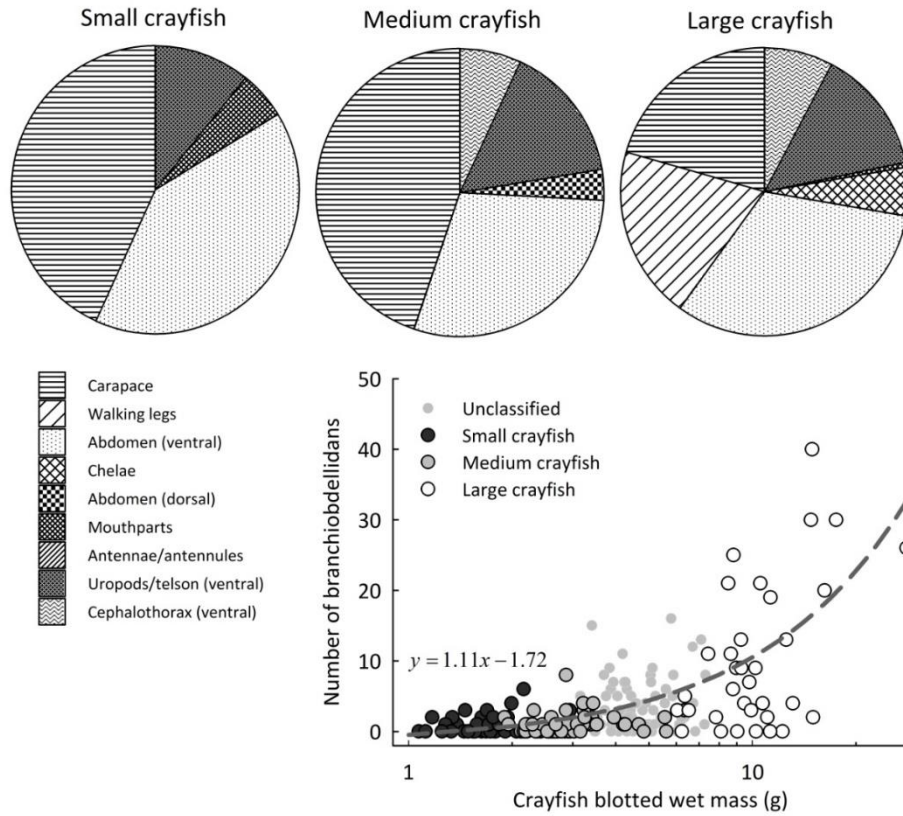 Small crayfish
Medium crayfish
Large crayfish
Carapace
Walking legs
Abdomen (ventral)
Chelae
Abdomen (dorsal)
Mouthparts
Antennae/antennules
Uropods/telson (ventral)
Cephalothorax (ventral)
Number of branchiobdellidans
50
40
30
20
10
0
Unclassified
Small crayfish
Medium crayfish
Large crayfish
y = 1.11x − 1.72
1
10
Crayfish blotted wet mass (g)